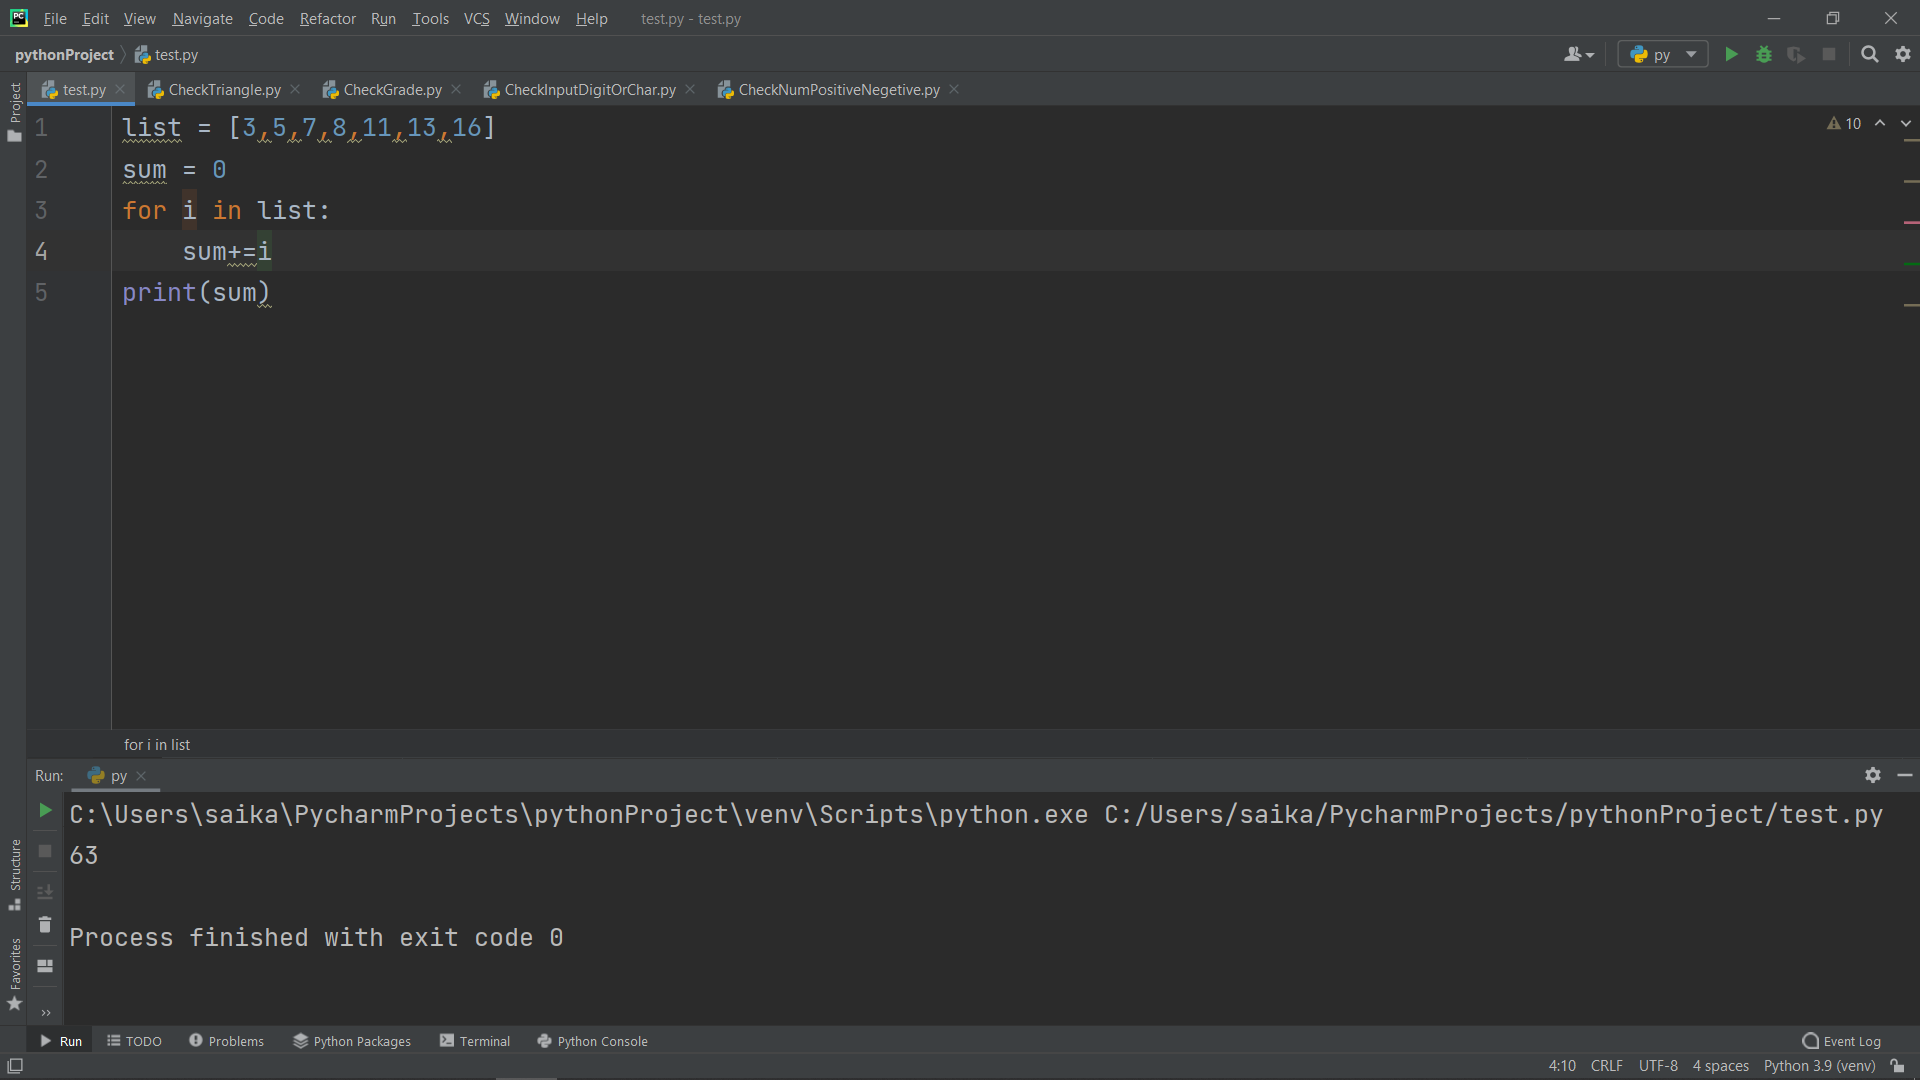 PC File Edit View Navigate Code Refactor Run Tools VCS Window Help test.py - test.py
pythonProject test.py py
test.py CheckTriangle.py CheckGrade.py CheckInputDigitOrChar.py CheckNumPositiveNegetive.py
Project
1 list = [3,5,7,8,11,13,16] 10
2 sum = 0
3 for i in list:
4     sum+=i
5 print(sum)
for i in list
Run: py
C:\Users\saika\PycharmProjects\pythonProject\venv\Scripts\python.exe C:/Users/saika/PycharmProjects/pythonProject/test.py
63
Process finished with exit code 0
Structure
Favorites
Run TODO Problems Python Packages Terminal Python Console Event Log
4:10 CRLF UTF-8 4 spaces Python 3.9 (venv)